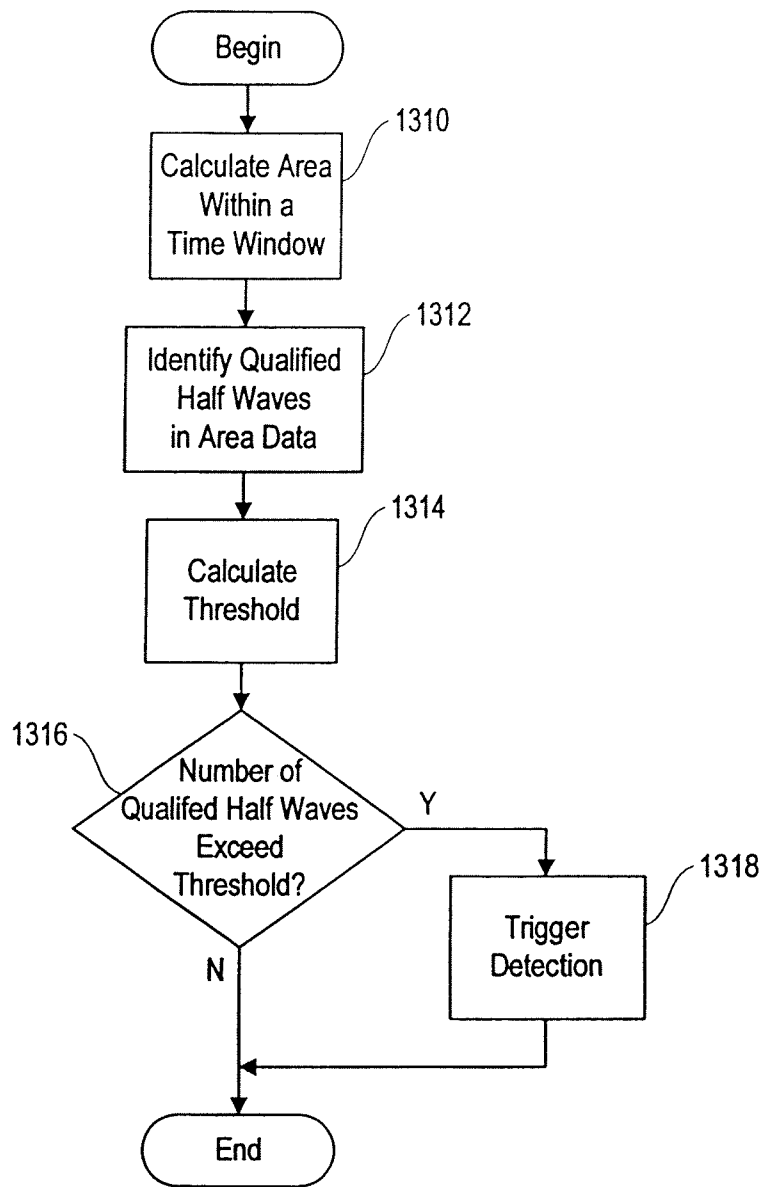 Begin
1310
Calculate Area
Within a
Time Window
1312
Identify Qualified
Half Waves
in Area Data
1314
Calculate
Threshold
1316
Number of
Qualifed Half Waves
Exceed
Threshold?
Y
N
1318
Trigger
Detection
End